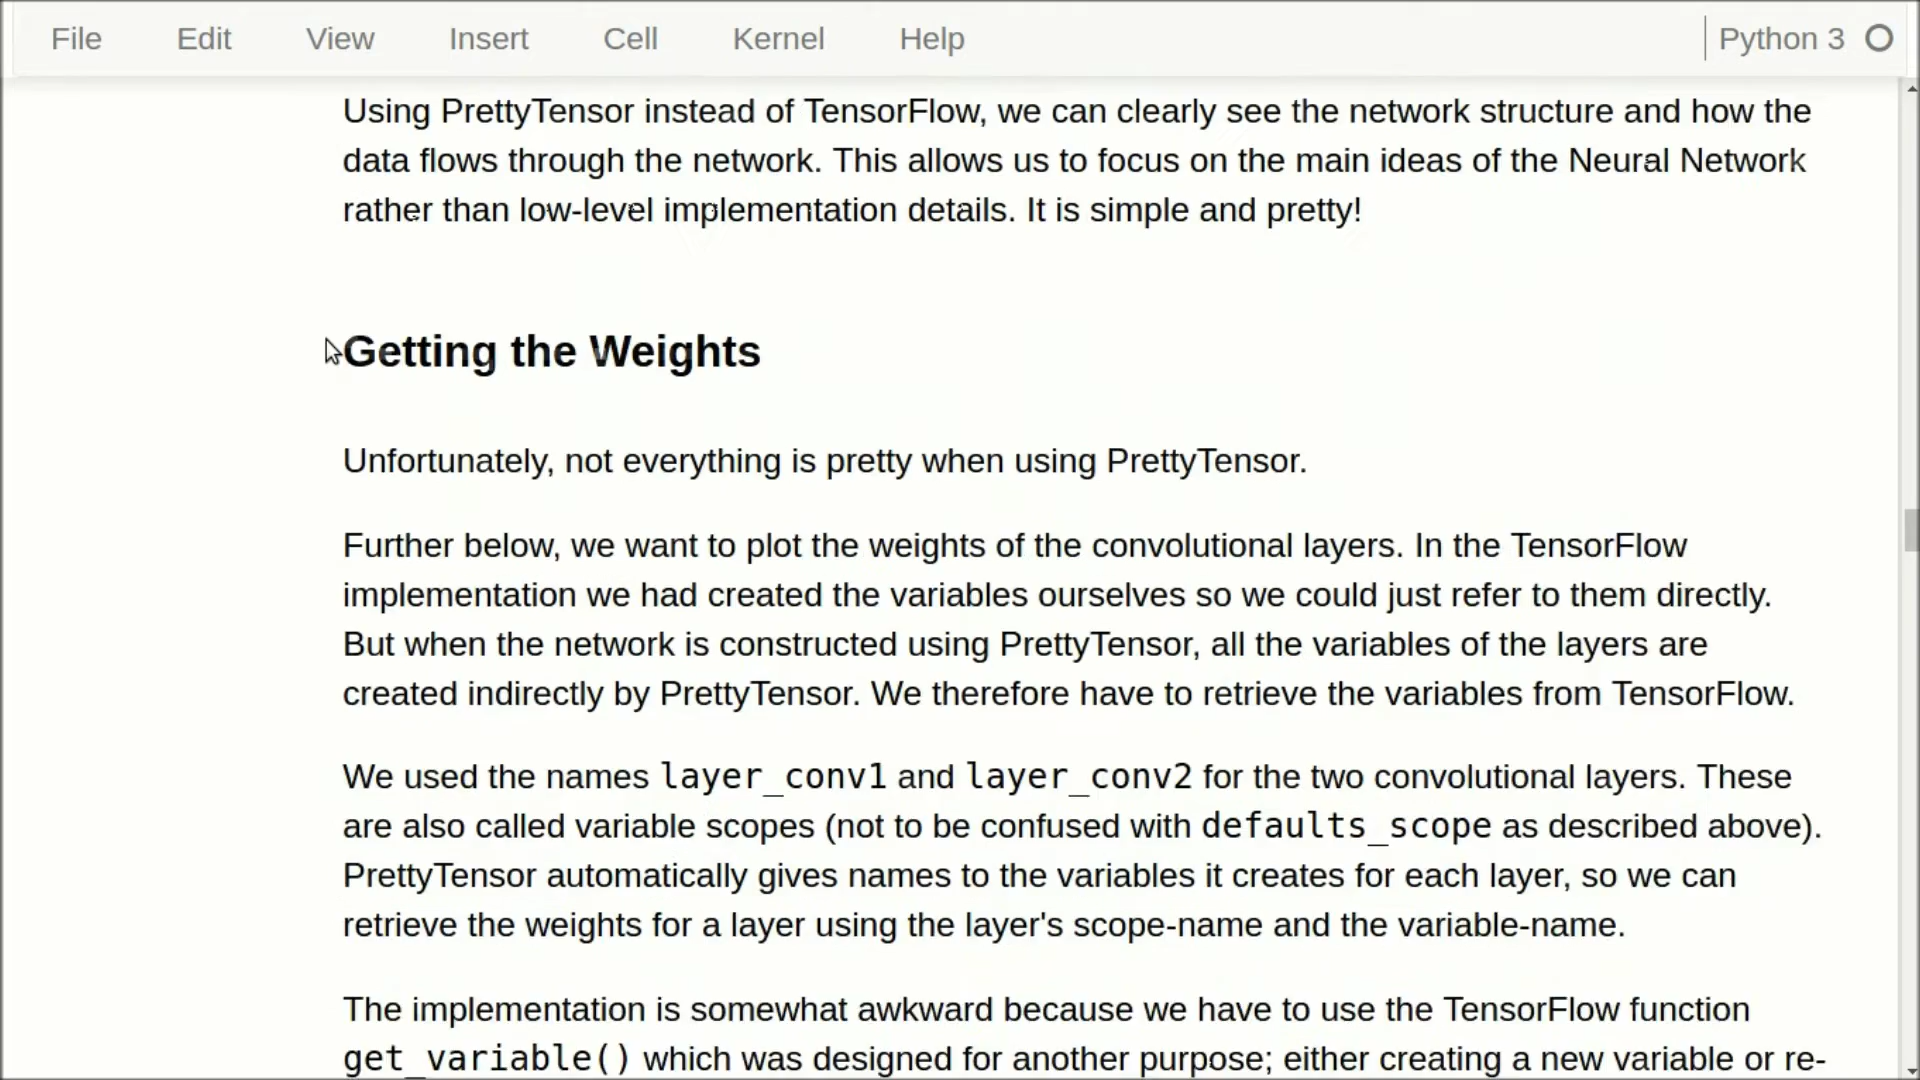 File Edit View Insert Cell Kernel Help Python 3
Using PrettyTensor instead of TensorFlow, we can clearly see the network structure and how the
data flows through the network. This allows us to focus on the main ideas of the Neural Network
rather than low-level implementation details. It is simple and pretty!
Getting the Weights
Unfortunately, not everything is pretty when using PrettyTensor.
Further below, we want to plot the weights of the convolutional layers. In the TensorFlow
implementation we had created the variables ourselves so we could just refer to them directly.
But when the network is constructed using PrettyTensor, all the variables of the layers are
created indirectly by PrettyTensor. We therefore have to retrieve the variables from TensorFlow.
We used the names layer_conv1 and layer_conv2 for the two convolutional layers. These
are also called variable scopes (not to be confused with defaults_scope as described above).
PrettyTensor automatically gives names to the variables it creates for each layer, so we can
retrieve the weights for a layer using the layer's scope-name and the variable-name.
The implementation is somewhat awkward because we have to use the TensorFlow function
get_variable() which was designed for another purpose; either creating a new variable or re-